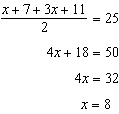 x + 7 + 3x + 11
2
= 25
4x + 18 = 50
4x = 32
x = 8